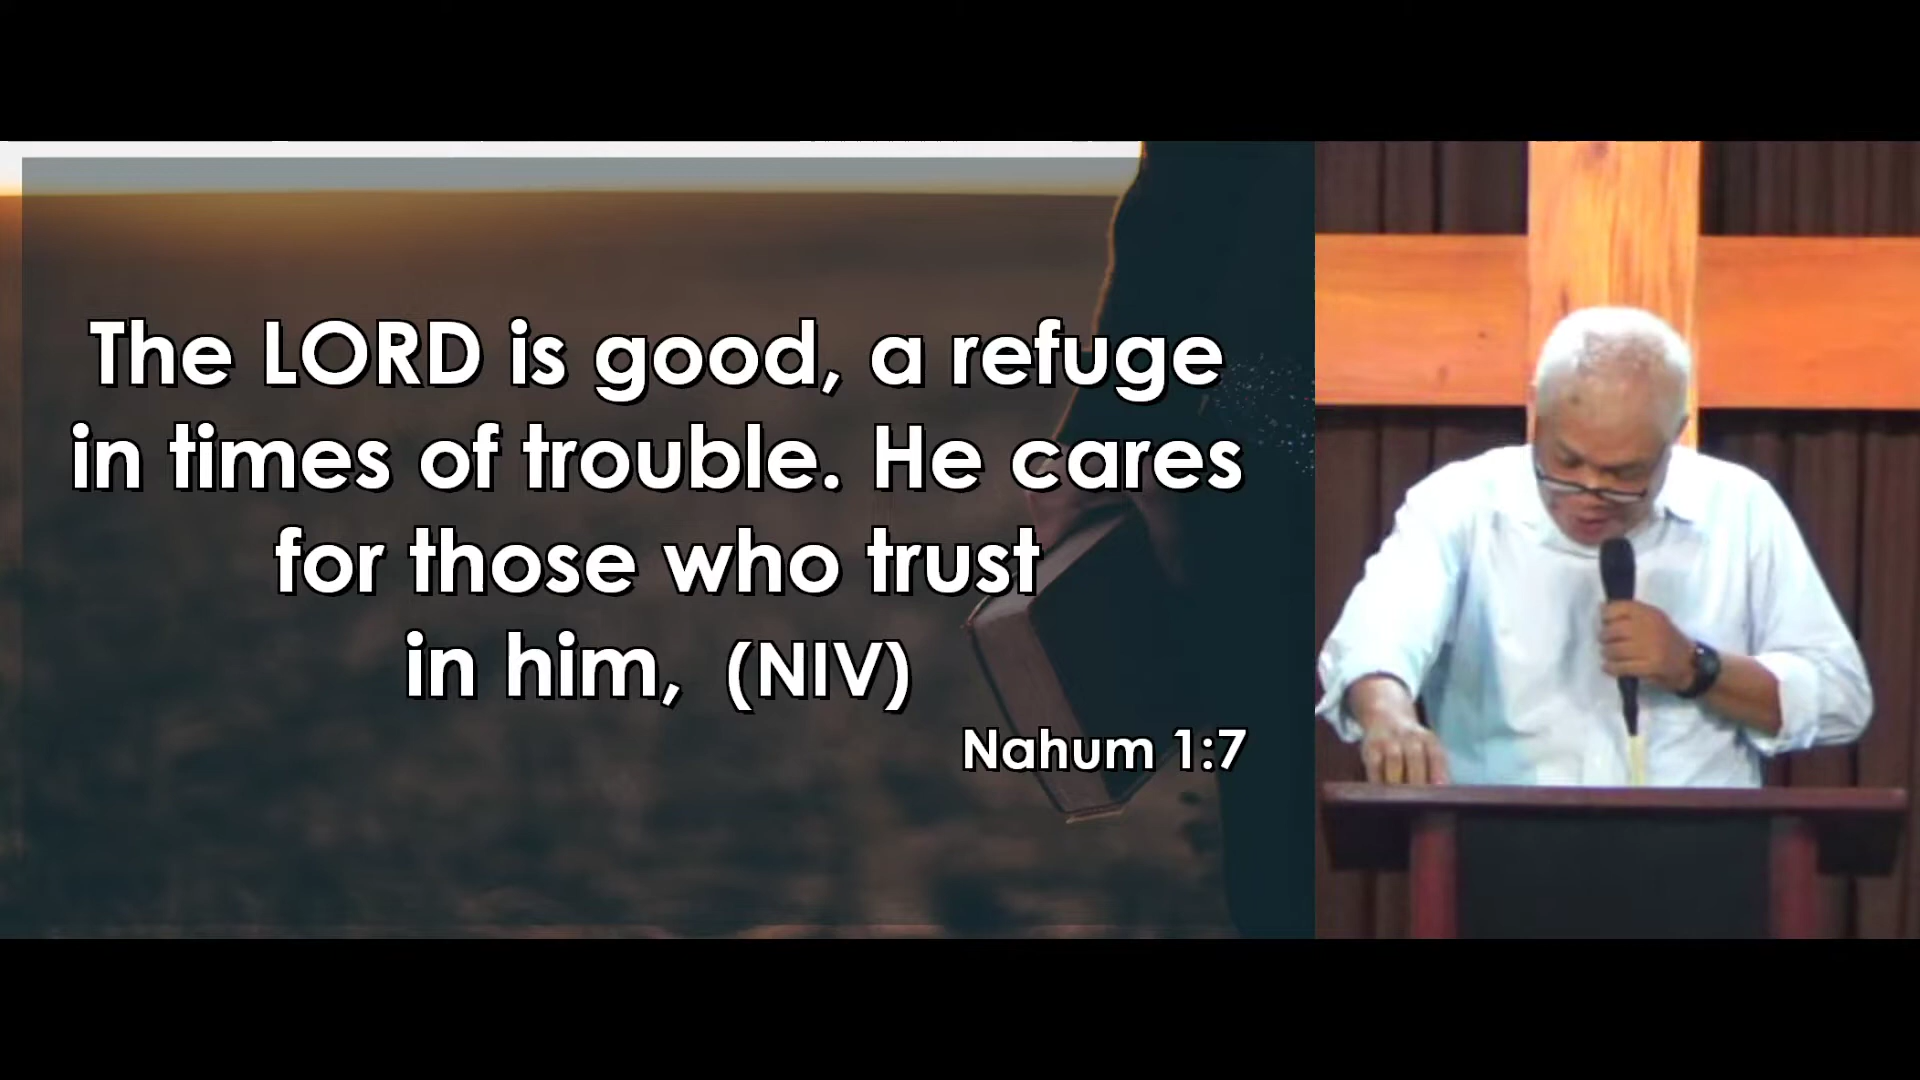 The LORD is good, a refuge
in times of trouble. He cares
for those who trust
in him, (NIV)
Nahum 1:7